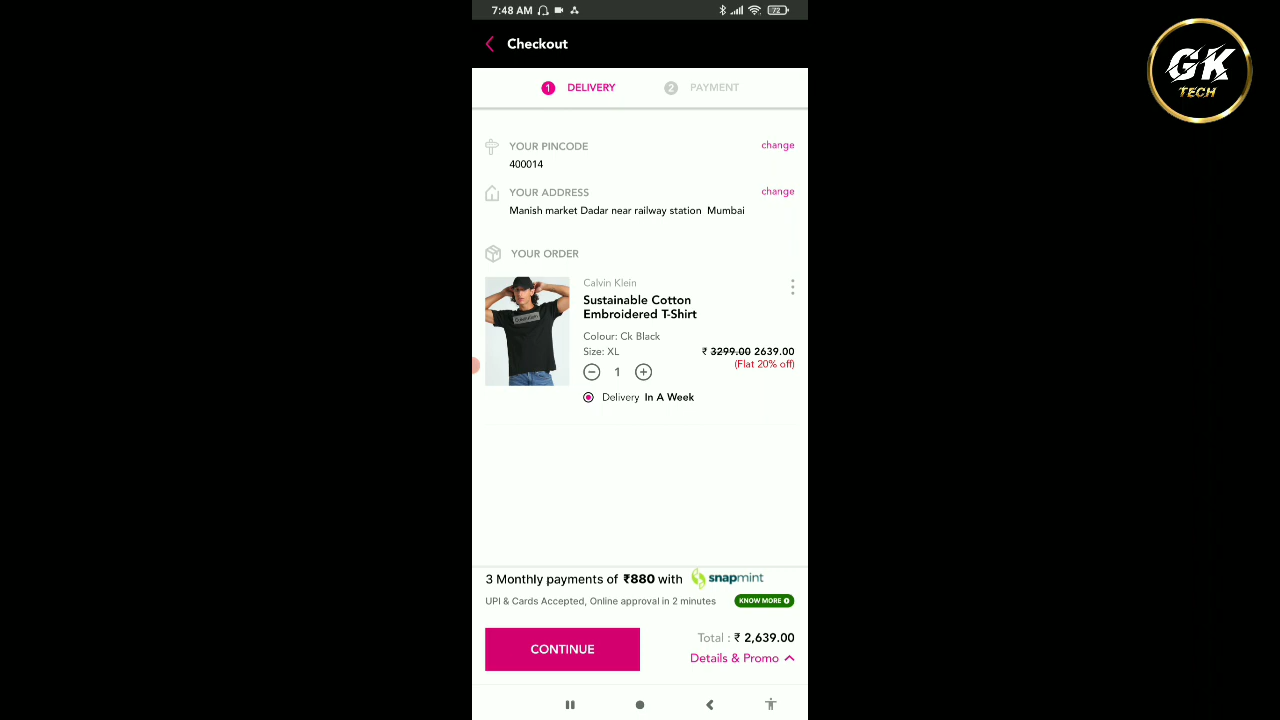 7:48 AM
72
Checkout
GK
TECH
1 DELIVERY
2 PAYMENT
YOUR PINCODE
change
400014
YOUR ADDRESS
change
Manish market Dadar near railway station Mumbai
YOUR ORDER
Calvin Klein
Sustainable Cotton
Embroidered T-Shirt
Colour: Ck Black
Size: XL
₹ 3299.00 2639.00
(Flat 20% off)
1
Delivery In A Week
3 Monthly payments of ₹880 with snapmint
UPI & Cards Accepted, Online approval in 2 minutes
KNOW MORE
CONTINUE
Total : ₹ 2,639.00
Details & Promo